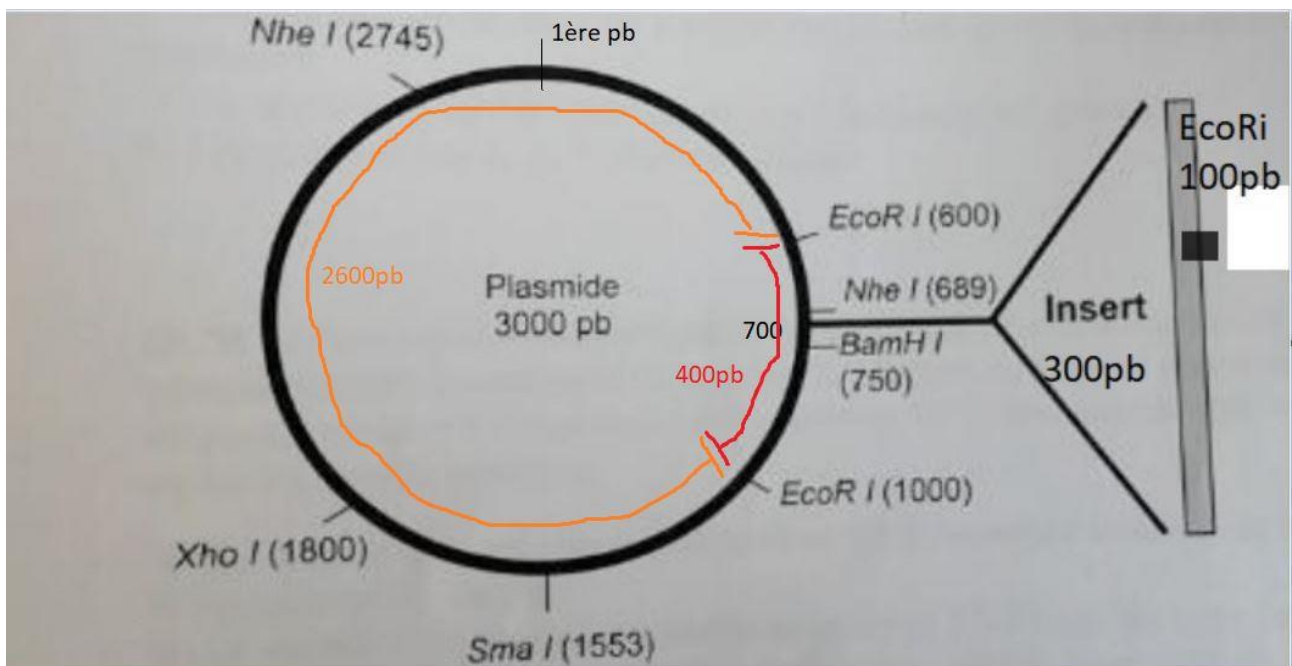 1ère pb
Nhe I (2745)
EcoRi
100pb
EcoR I (600)
2600pb
Plasmide
3000 pb
Nhe I (689)
Insert
700
BamH I
(750)
300pb
400pb
EcoR I (1000)
Xho I (1800)
Sma I (1553)